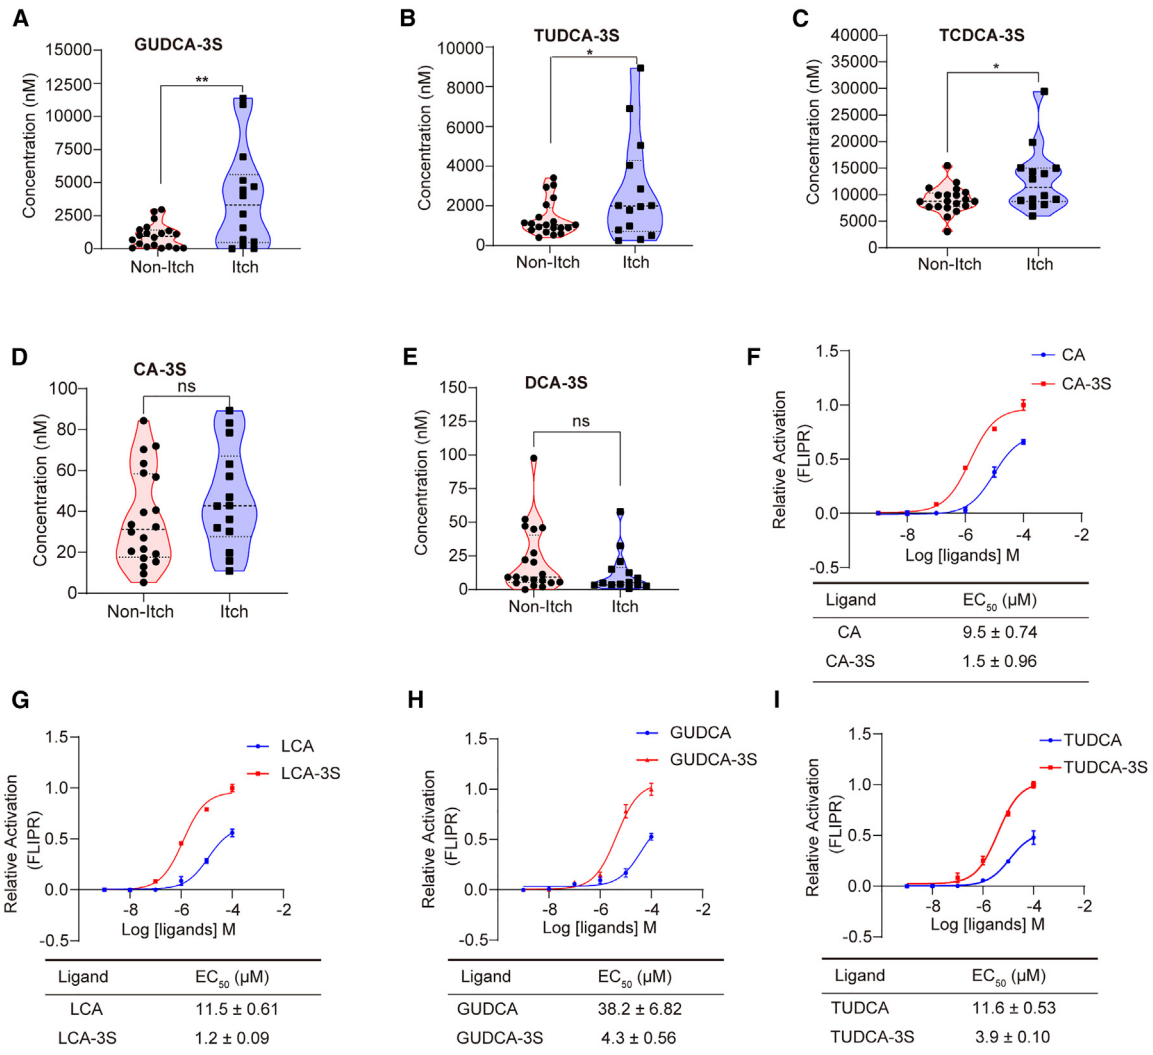 A
GUDCA-3S
Concentration (nM)
15000
12500
10000
7500
5000
2500
0
**
Non-Itch Itch
B
TUDCA-3S
Concentration (nM)
10000
8000
6000
4000
2000
0
*
Non-Itch Itch
C
TCDCA-3S
Concentration (nM)
40000
35000
30000
25000
20000
15000
10000
5000
0
*
Non-Itch Itch
D
CA-3S
Concentration (nM)
100
80
60
40
20
0
ns
Non-Itch Itch
E
DCA-3S
Concentration (nM)
150
125
100
75
50
25
0
ns
Non-Itch Itch
F
CA
CA-3S
Relative Activation
(FLIPR)
1.5
1.0
0.5
0.0
-0.5
-8 -6 -4 -2
Log [ligands] M
Ligand EC50 (μM)
CA 9.5 ± 0.74
CA-3S 1.5 ± 0.96
G
LCA
LCA-3S
Relative Activation
(FLIPR)
1.5
1.0
0.5
0.0
-0.5
-8 -6 -4 -2
Log [ligands] M
Ligand EC50 (μM)
LCA 11.5 ± 0.61
LCA-3S 1.2 ± 0.09
H
GUDCA
GUDCA-3S
Relative Activation
(FLIPR)
1.5
1.0
0.5
0.0
-0.5
-8 -6 -4 -2
Log [ligands] M
Ligand EC50 (μM)
GUDCA 38.2 ± 6.82
GUDCA-3S 4.3 ± 0.56
I
TUDCA
TUDCA-3S
Relative Activation
(FLIPR)
1.5
1.0
0.5
0.0
-0.5
-8 -6 -4 -2
Log [ligands] M
Ligand EC50 (μM)
TUDCA 11.6 ± 0.53
TUDCA-3S 3.9 ± 0.10